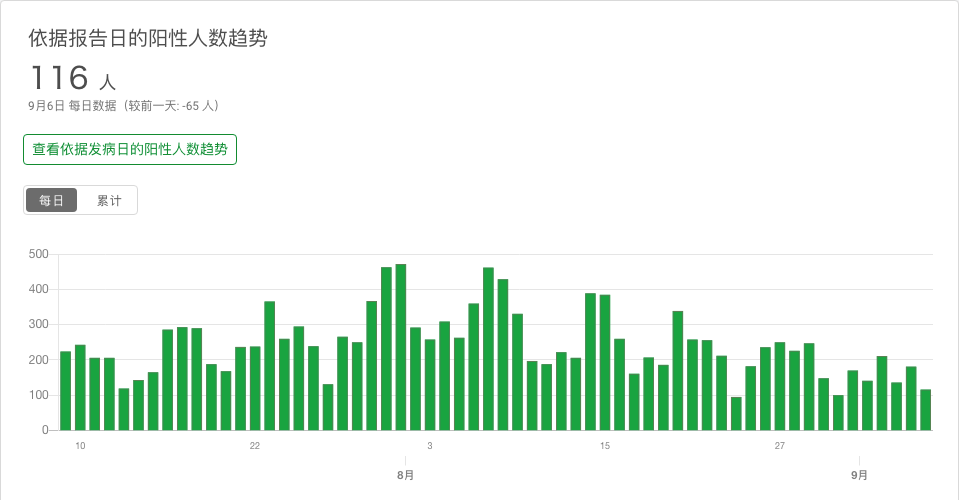 依据报告日的阳性人数趋势
116 人
9月6日 每日数据（较前一天: -65 人）
查看依据发病日的阳性人数趋势
每日 累计
500
400
300
200
100
0
10 22 3 15 27
8月 9月